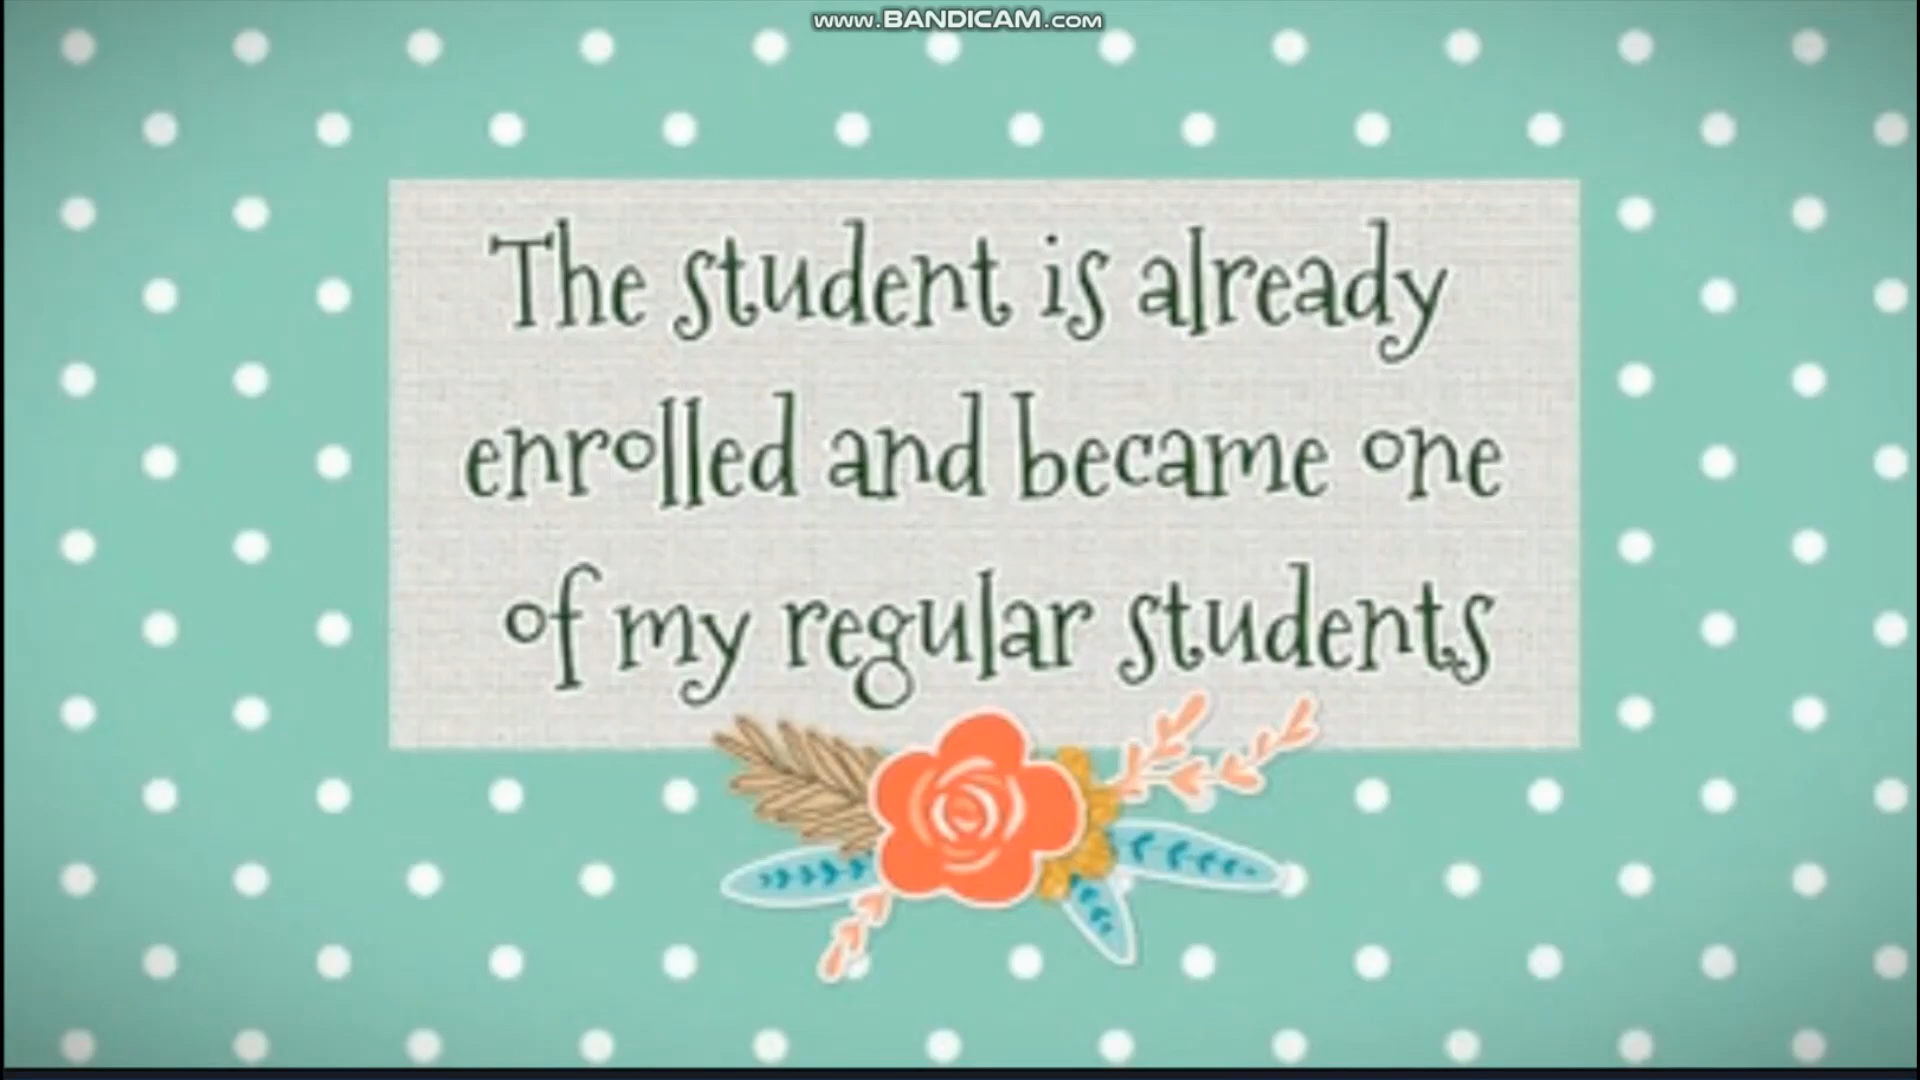 www.BANDICAM.com
The student is already
enrolled and became one
of my regular students